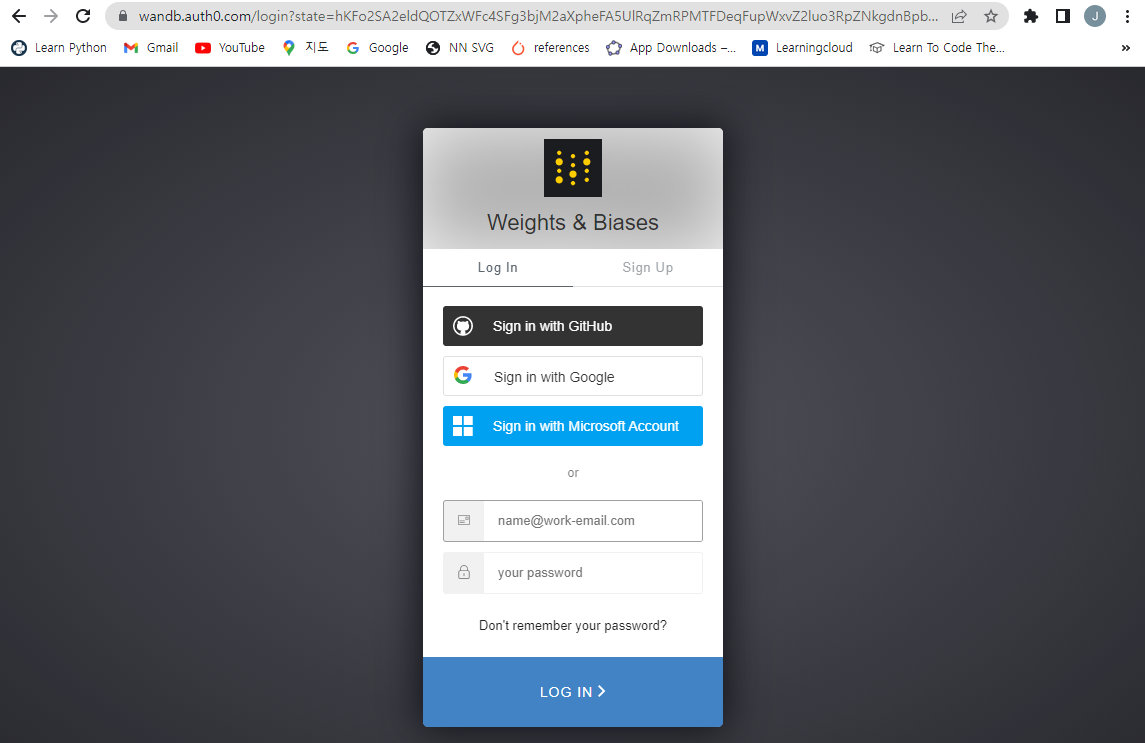 wandb.auth0.com/login?state=hKFo2SA2eldQOTZxWFc4SFg3bjM2aXpheFA5UlRqZmRPMTFDeqFupWxvZ2luo3RpZNkgdnBpb...
J
Learn Python Gmail YouTube 지도 Google NN SVG references App Downloads –... M Learningcloud Learn To Code The... »
Weights & Biases
Log In Sign Up
Sign in with GitHub
Sign in with Google
Sign in with Microsoft Account
or
name@work-email.com
your password
Don't remember your password?
LOG IN